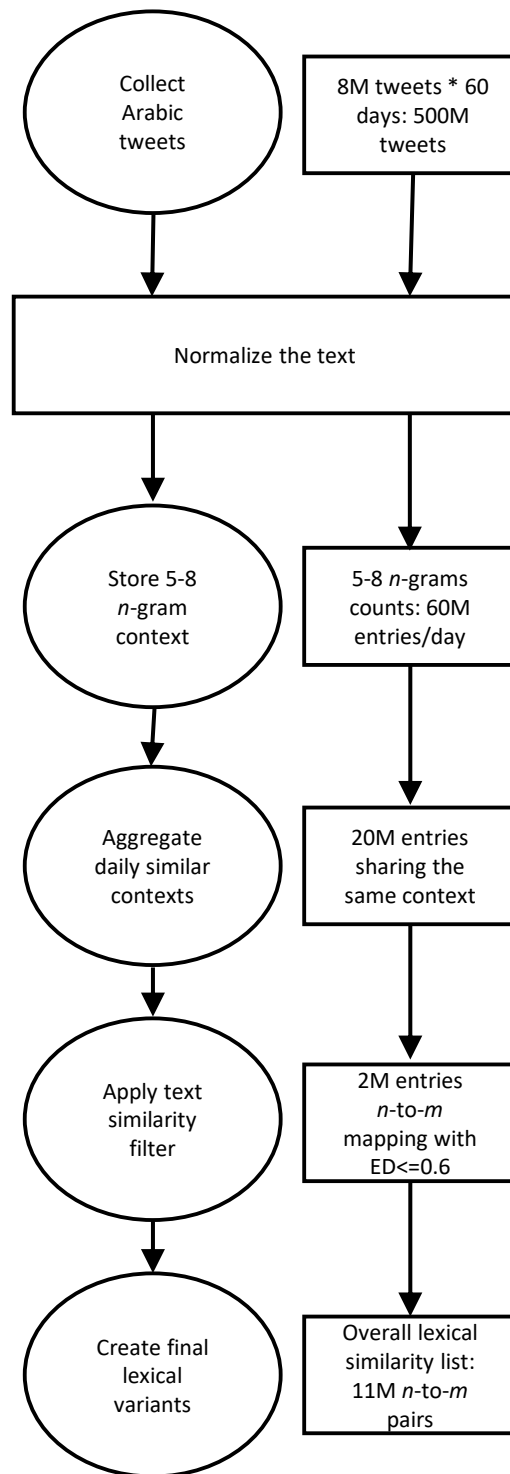 Collect
Arabic
tweets
8M tweets * 60
days: 500M
tweets
Normalize the text
Store 5-8
n-gram
context
5-8 n-grams
counts: 60M
entries/day
Aggregate
daily similar
contexts
20M entries
sharing the
same context
Apply text
similarity
filter
2M entries
n-to-m
mapping with
ED<=0.6
Create final
lexical
variants
Overall lexical
similarity list:
11M n-to-m
pairs